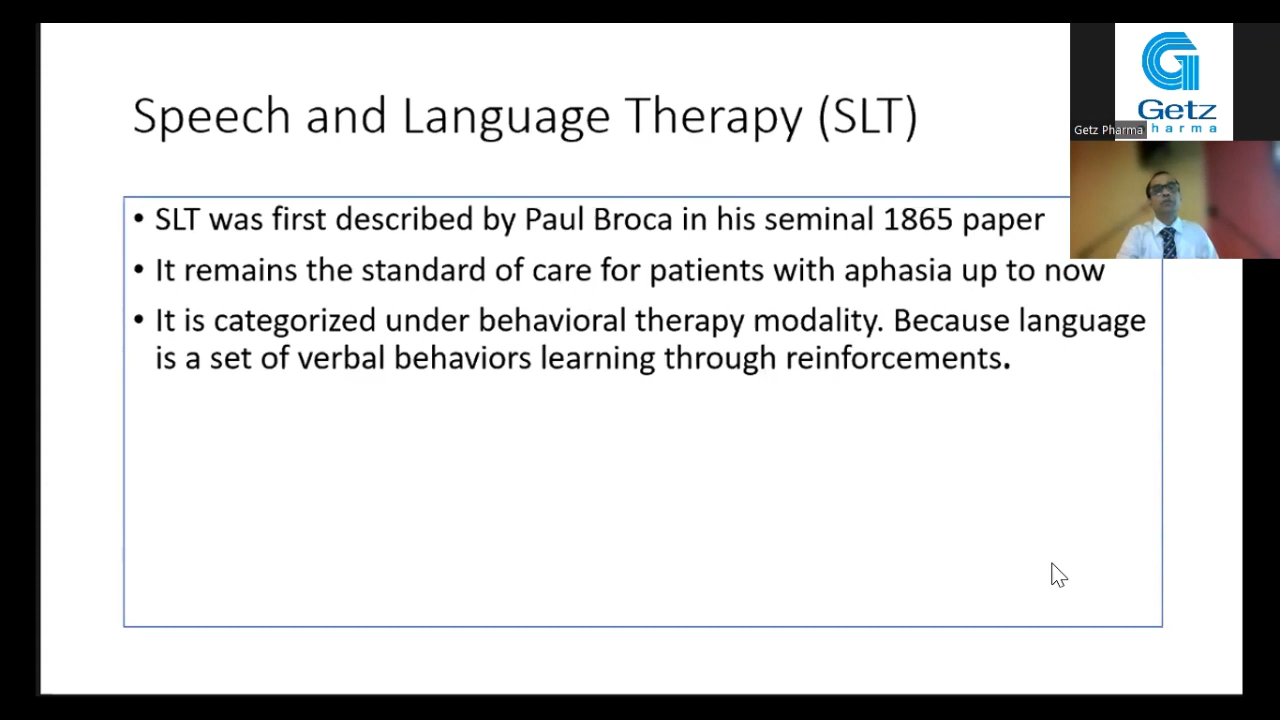 Speech and Language Therapy (SLT)
• SLT was first described by Paul Broca in his seminal 1865 paper
• It remains the standard of care for patients with aphasia up to now
• It is categorized under behavioral therapy modality. Because language
is a set of verbal behaviors learning through reinforcements.
Getz
harma
Getz Pharma